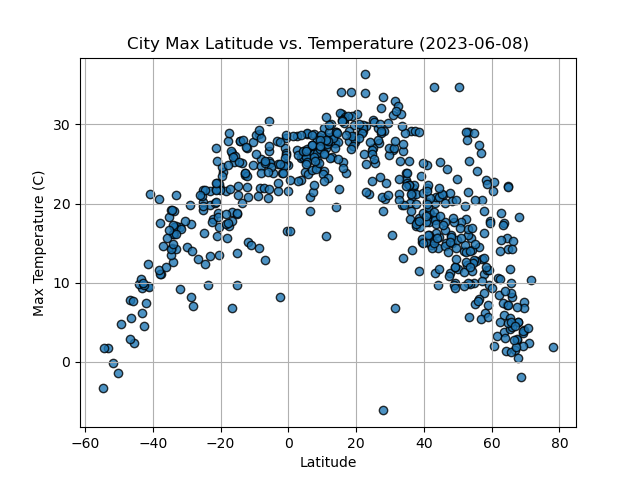 City Max Latitude vs. Temperature (2023-06-08)
Max Temperature (C)
30
20
10
0
−60 −40 −20 0 20 40 60 80
Latitude